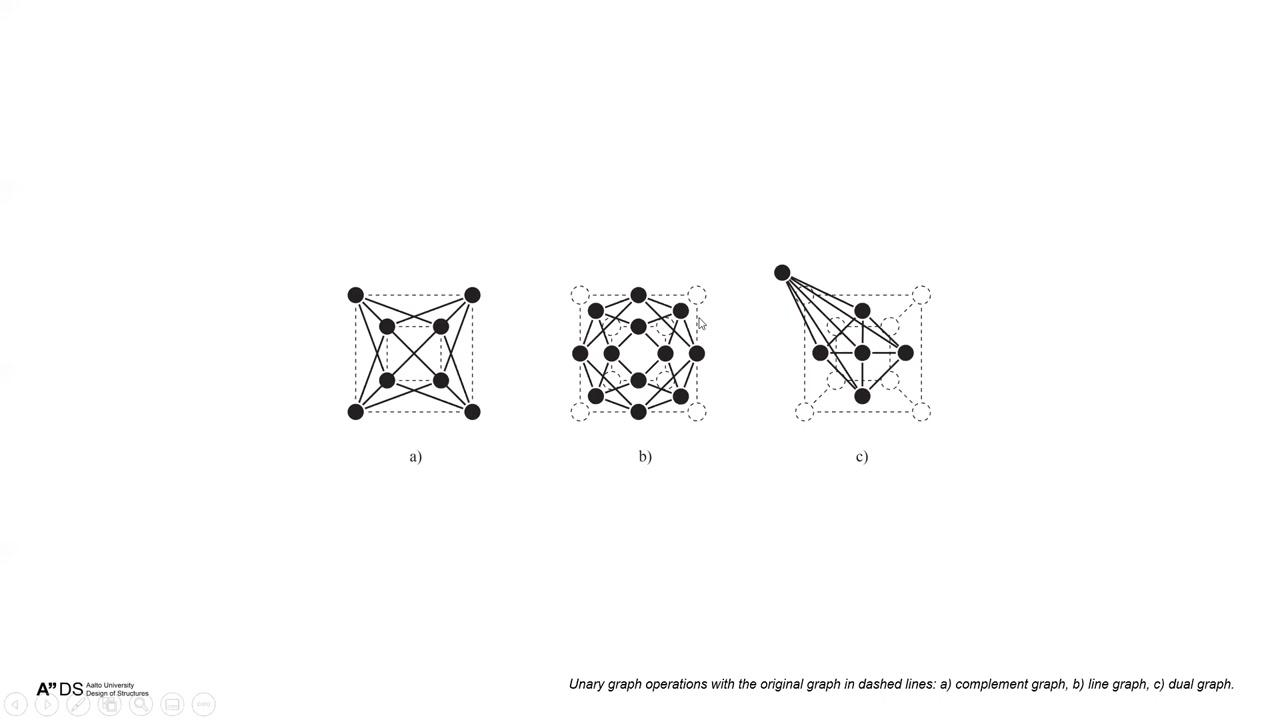 a)
b)
c)
A” DS
Aalto University
Design of Structures
Unary graph operations with the original graph in dashed lines: a) complement graph, b) line graph, c) dual graph.